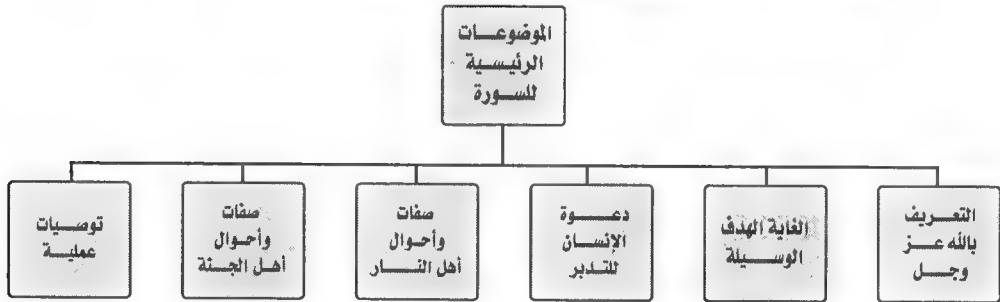 الموضوعات
الرئيسية
للسورة
التعريف
بالله عز
وجل
الغاية الهدف
الوسيلة
دعوة
الإنسان
للتدبر
صفات
وأحوال
أهل النار
صفات
وأحوال
أهل الجنة
توصيات
عملية